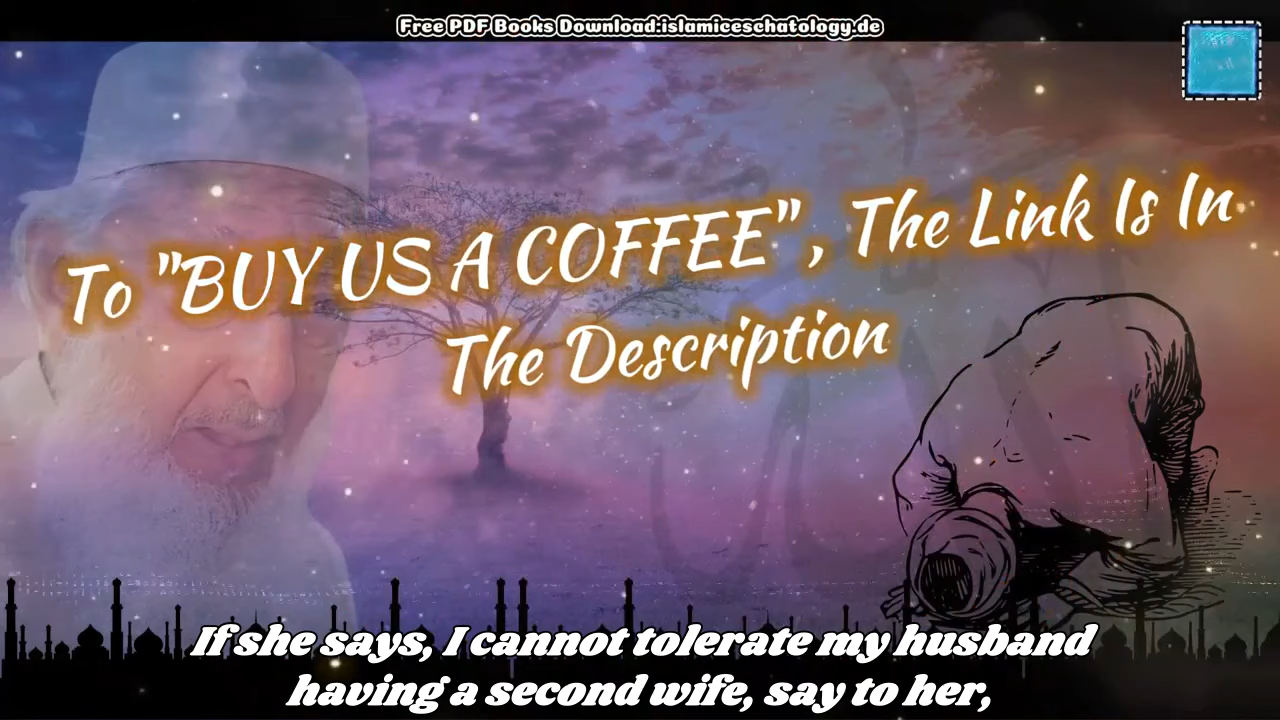 Free PDF Books Download:islamiceschatology.de
To "BUY US A COFFEE", The Link Is In
The Description
If she says, I cannot tolerate my husband
having a second wife, say to her,